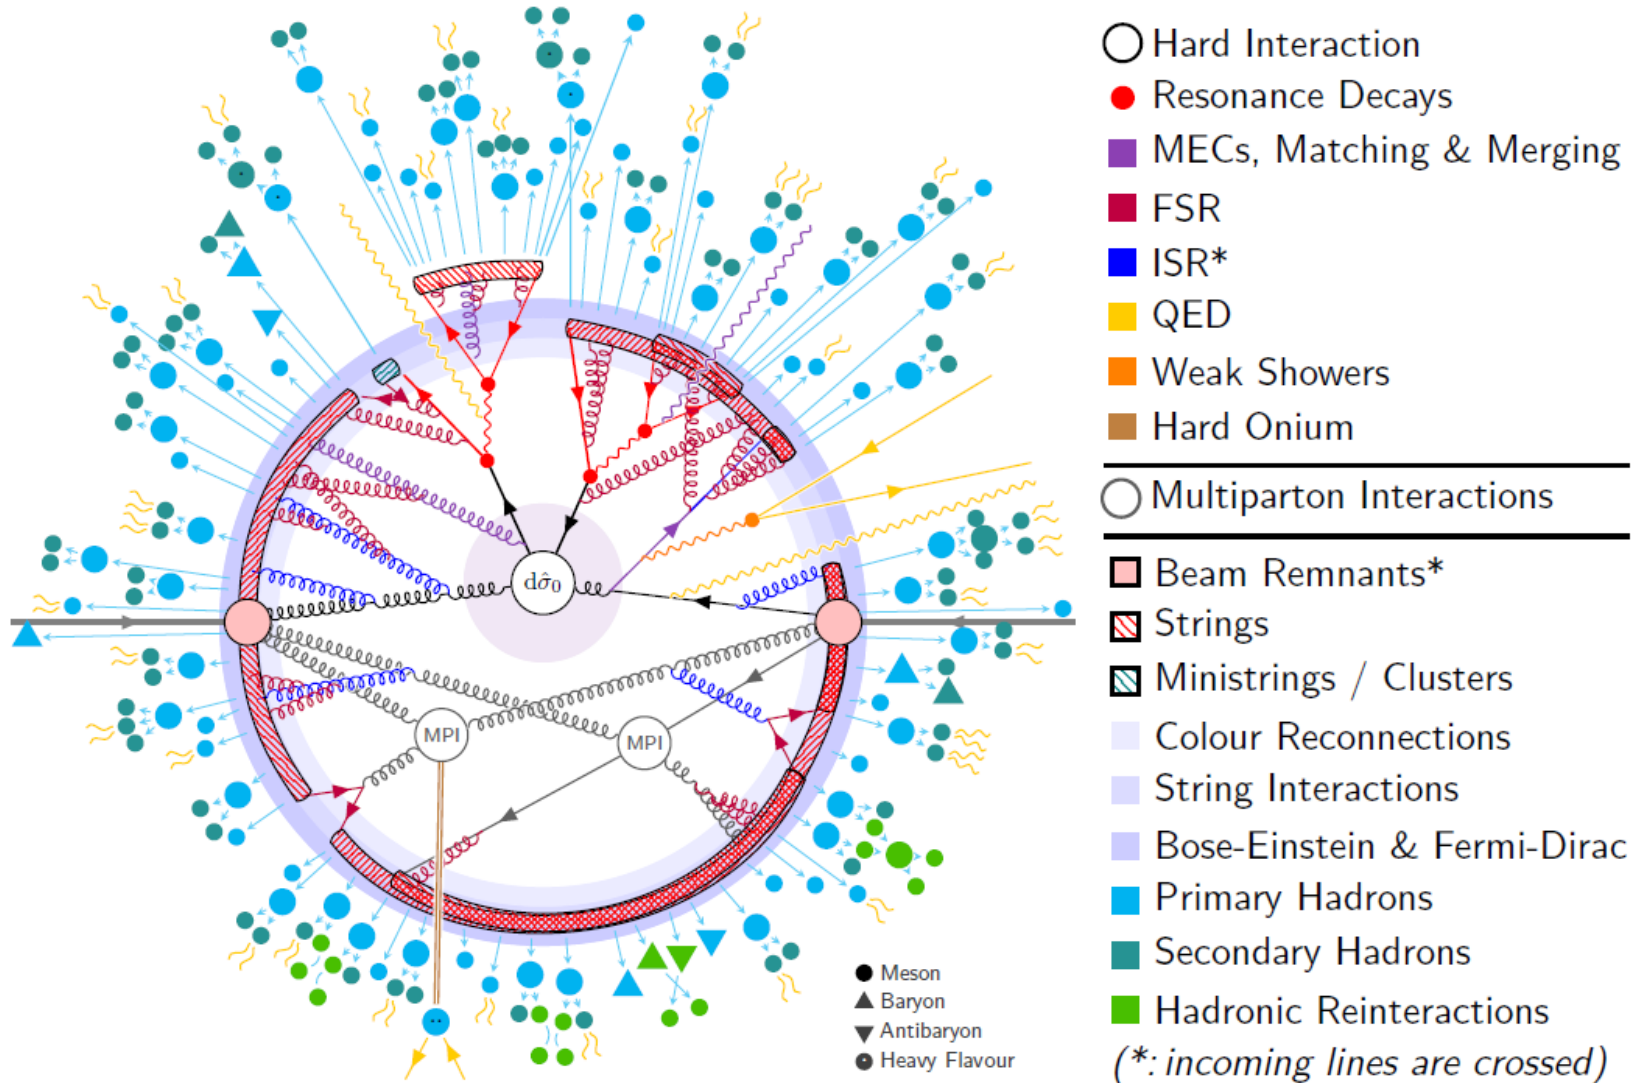 Hard Interaction
Resonance Decays
MECs, Matching & Merging
FSR
ISR*
QED
Weak Showers
Hard Onium
Multiparton Interactions
Beam Remnants*
Strings
Ministrings / Clusters
Colour Reconnections
String Interactions
Bose-Einstein & Fermi-Dirac
Primary Hadrons
Secondary Hadrons
Hadronic Reinteractions
(*: incoming lines are crossed)
dσ̂₀
MPI
MPI
Meson
Baryon
Antibaryon
Heavy Flavour